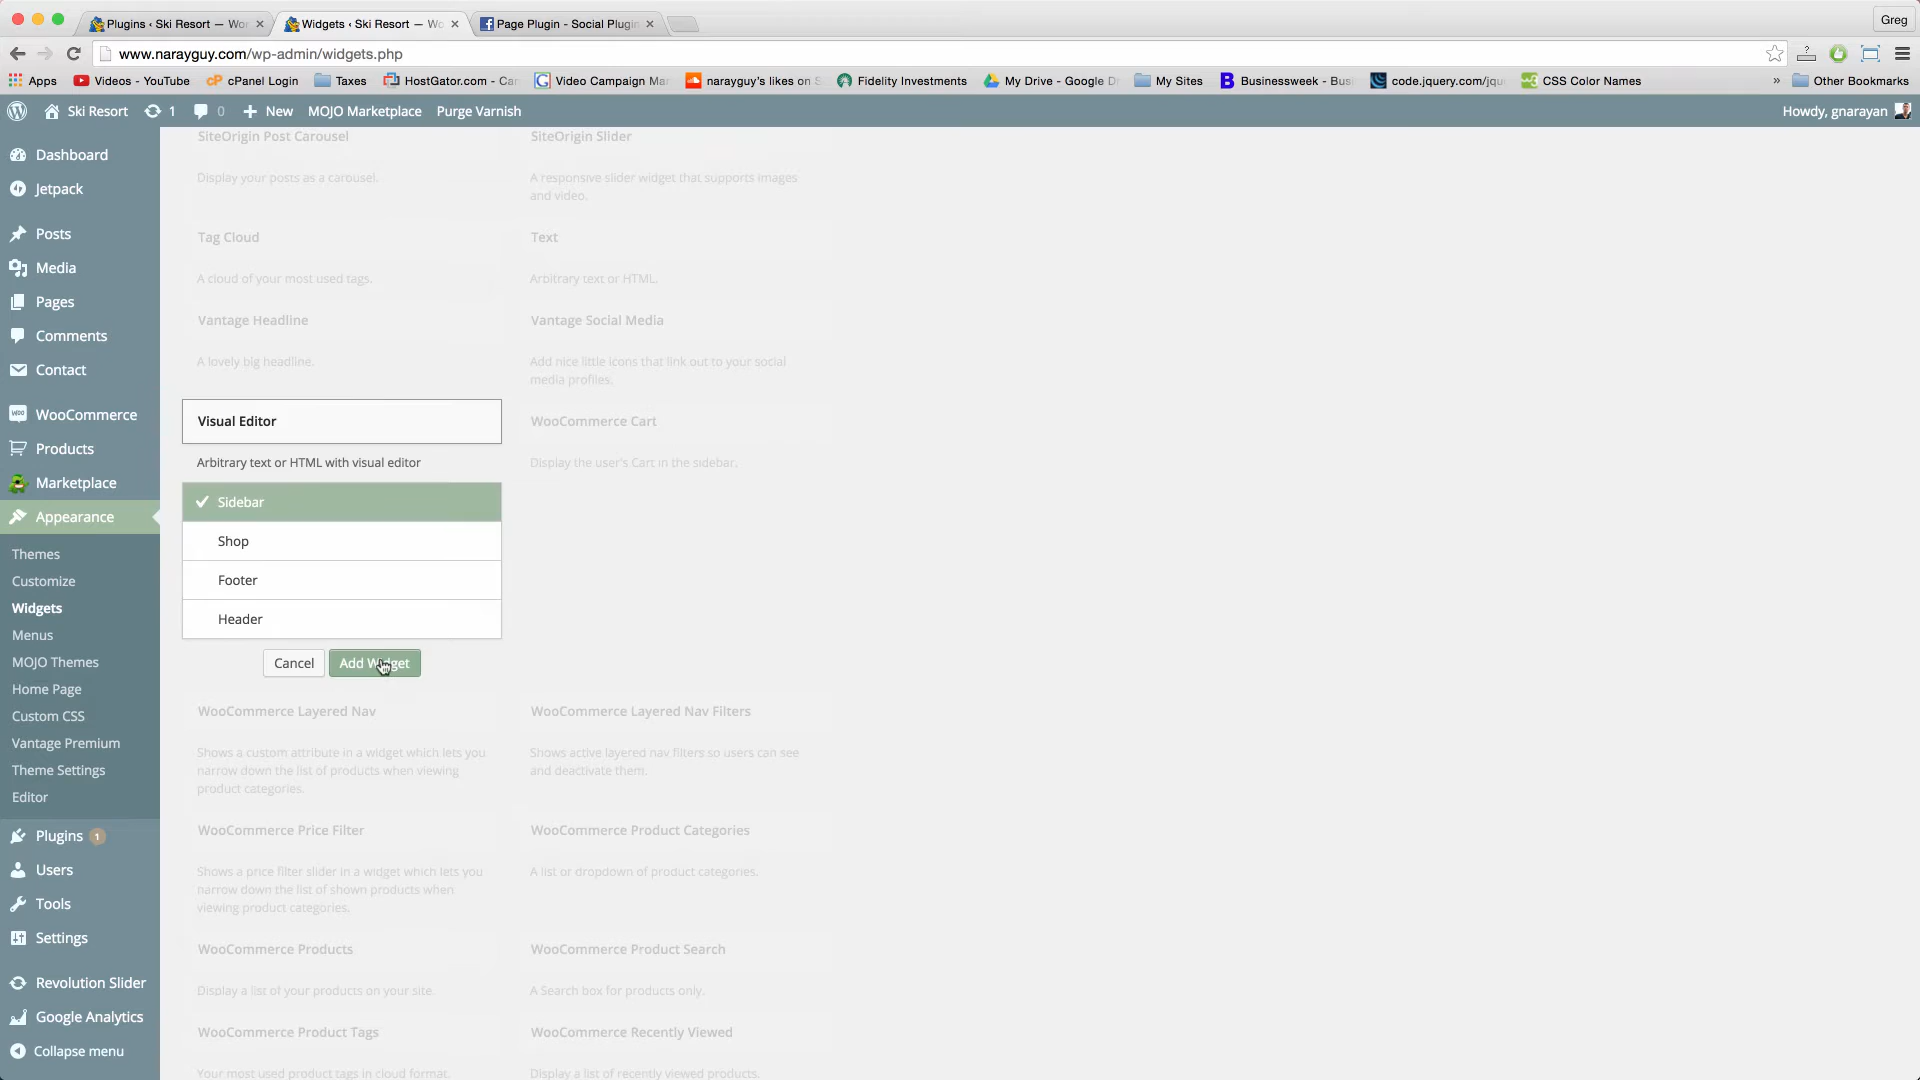 Plugins ‹ Ski Resort — Wor
Widgets ‹ Ski Resort — Wo
Page Plugin - Social Plugin
Greg
www.narayguy.com/wp-admin/widgets.php
Apps
Videos - YouTube
cPanel Login
Taxes
HostGator.com - Car
Video Campaign Mar
narayguy's likes on S
Fidelity Investments
My Drive - Google D
My Sites
Businessweek - Busi
code.jquery.com/jqu
CSS Color Names
»
Other Bookmarks
Ski Resort
1
0
New
MOJO Marketplace
Purge Varnish
Howdy, gnarayan
Dashboard
Jetpack
Posts
Media
Pages
Comments
Contact
WooCommerce
Products
Marketplace
Appearance
Themes
Customize
Widgets
Menus
MOJO Themes
Home Page
Custom CSS
Vantage Premium
Theme Settings
Editor
Plugins 1
Users
Tools
Settings
Revolution Slider
Google Analytics
Collapse menu
SiteOrigin Post Carousel
Display your posts as a carousel.
SiteOrigin Slider
A responsive slider widget that supports images
and video.
Tag Cloud
A cloud of your most used tags.
Text
Arbitrary text or HTML.
Vantage Headline
A lovely big headline.
Vantage Social Media
Add nice little icons that link out to your social
media profiles.
Visual Editor
Arbitrary text or HTML with visual editor
WooCommerce Cart
Display the user's Cart in the sidebar.
Sidebar
Shop
Footer
Header
Cancel
Add Widget
WooCommerce Layered Nav
Shows a custom attribute in a widget which lets you
narrow down the list of products when viewing
product categories.
WooCommerce Layered Nav Filters
Shows active layered nav filters so users can see
and deactivate them.
WooCommerce Price Filter
Shows a price filter slider in a widget which lets you
narrow down the list of shown products when
viewing product categories.
WooCommerce Product Categories
A list or dropdown of product categories.
WooCommerce Products
Display a list of your products on your site.
WooCommerce Product Search
A Search box for products only.
WooCommerce Product Tags
Your most used product tags in cloud format.
WooCommerce Recently Viewed
Display a list of recently viewed products.